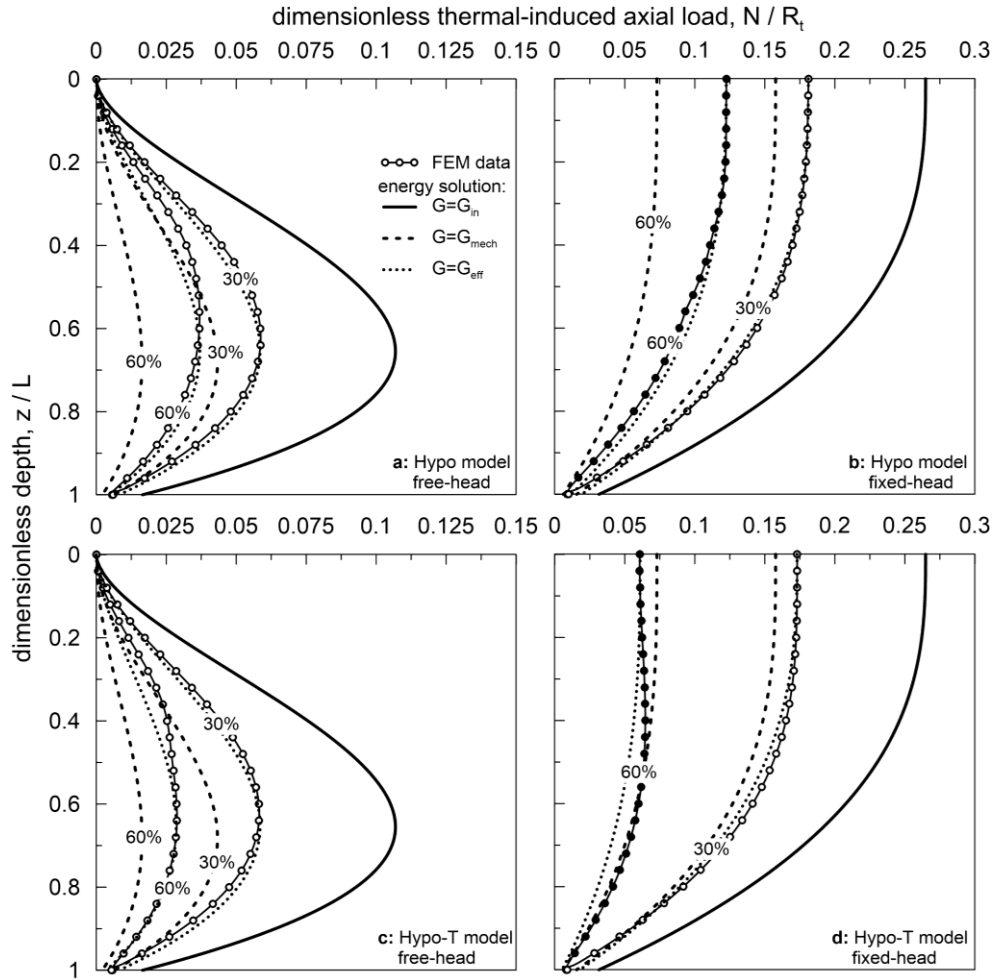 dimensionless thermal-induced axial load, N / Rt
0 0.025 0.05 0.075 0.1 0.125 0.15
0 0.05 0.1 0.15 0.2 0.25 0.3
dimensionless depth, z / L
0
0.2
0.4
0.6
0.8
1
FEM data
energy solution:
G=Gin
G=Gmech
G=Geff
30%
30%
60%
60%
a: Hypo model
free-head
60%
30%
60%
b: Hypo model
fixed-head
0 0.025 0.05 0.075 0.1 0.125 0.15
0 0.05 0.1 0.15 0.2 0.25 0.3
0
0.2
0.4
0.6
0.8
1
30%
60%
30%
60%
c: Hypo-T model
free-head
60%
30%
d: Hypo-T model
fixed-head